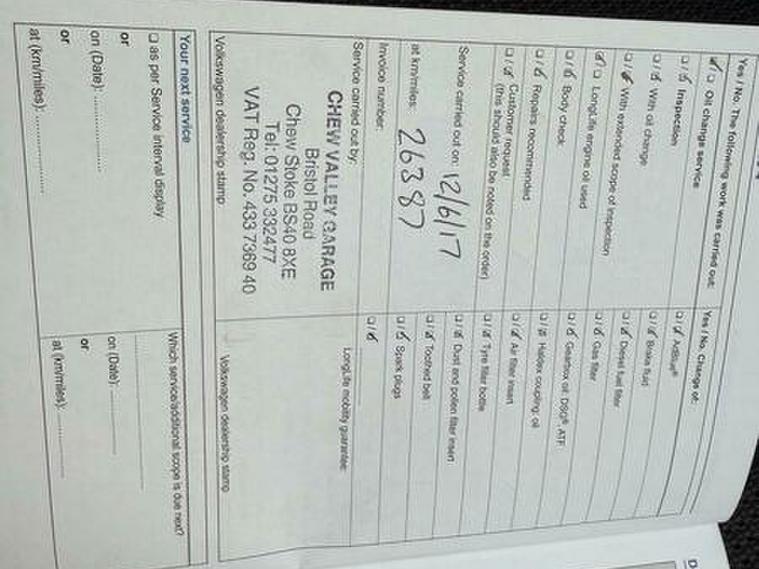 Yes / No. The following work was carried out:
☑/☐ Oil change service
☐/☑ Inspection
☐/☑ With oil change
☐/☑ With extended scope of inspection
☑/☐ LongLife engine oil used
☐/☑ Body check
☐/☑ Repairs recommended
☐/☑ Customer request
(this should also be noted on the order)
Service carried out on: 12/6/17
at km/miles: 26387
Invoice number:
Service carried out by:
CHEW VALLEY GARAGE
Bristol Road
Chew Stoke BS40 8XE
Tel: 01275 332477
VAT Reg. No. 433 7369 40
Volkswagen dealership stamp
Yes / No. Change of:
☐/☑ AdBlue®
☐/☑ Brake fluid
☐/☑ Diesel fuel filter
☐/☑ Gas filter
☐/☑ Gearbox oil: DSG®, ATF
☐/☑ Haldex coupling: oil
☐/☑ Air filter insert
☐/☑ Tyre filler bottle
☐/☑ Dust and pollen filter insert
☐/☑ Toothed belt
☐/☑ Spark plugs
☐/☑ ..............
LongLife mobility guarantee:
Volkswagen dealership stamp
Your next service
☐ as per Service interval display
or
on (Date): ..............
or
at (km/miles): ..............
Which service/additional scope is due next?
on (Date): ..............
or
at (km/miles): ..............
D